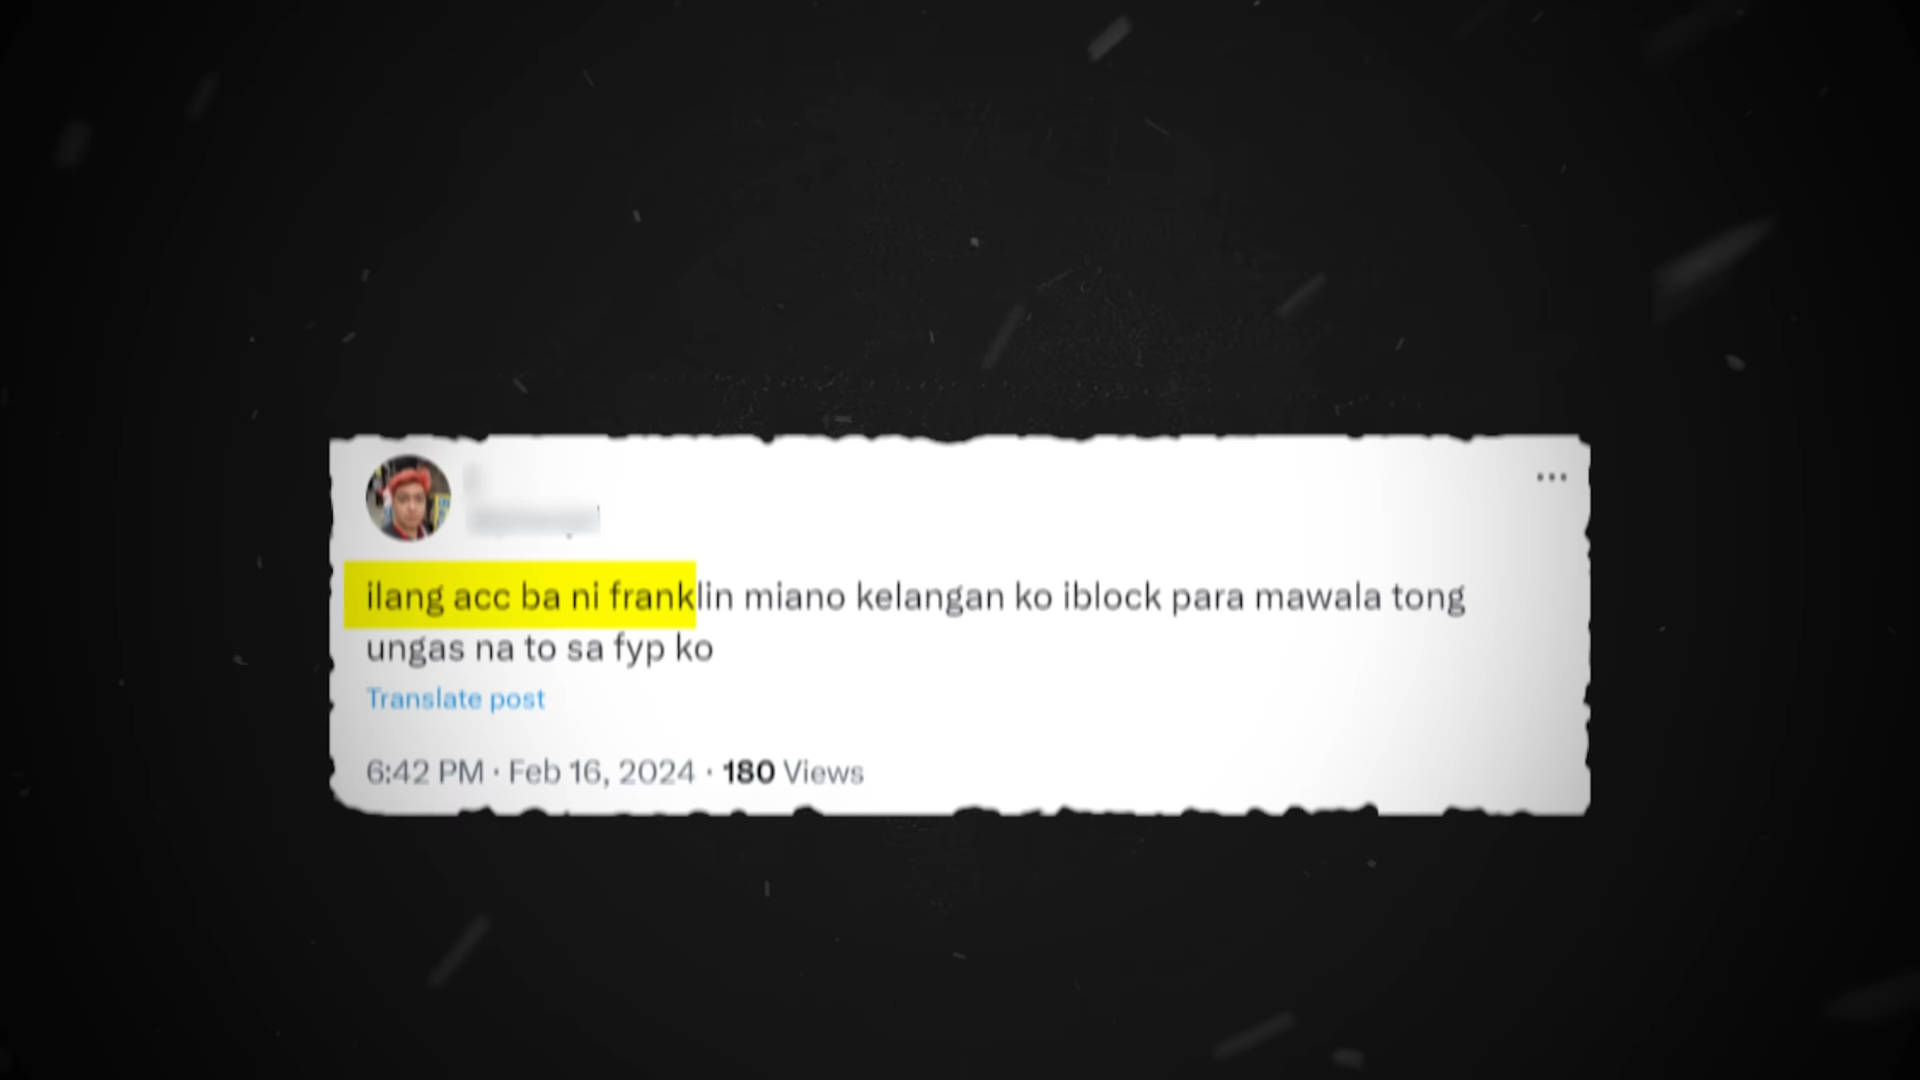 ilang acc ba ni franklin miano kelangan ko iblock para mawala tong
ungas na to sa fyp ko
Translate post
6:42 PM · Feb 16, 2024 · 180 Views